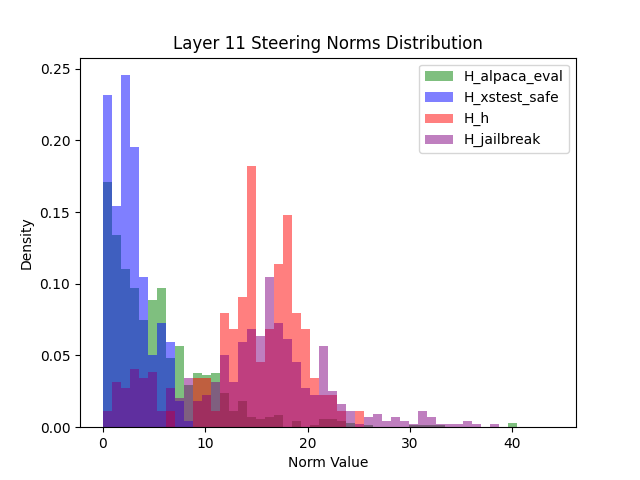 Layer 11 Steering Norms Distribution
H_alpaca_eval
H_xstest_safe
H_h
H_jailbreak
0.25
0.20
0.15
0.10
0.05
0.00
Density
0
10
20
30
40
Norm Value